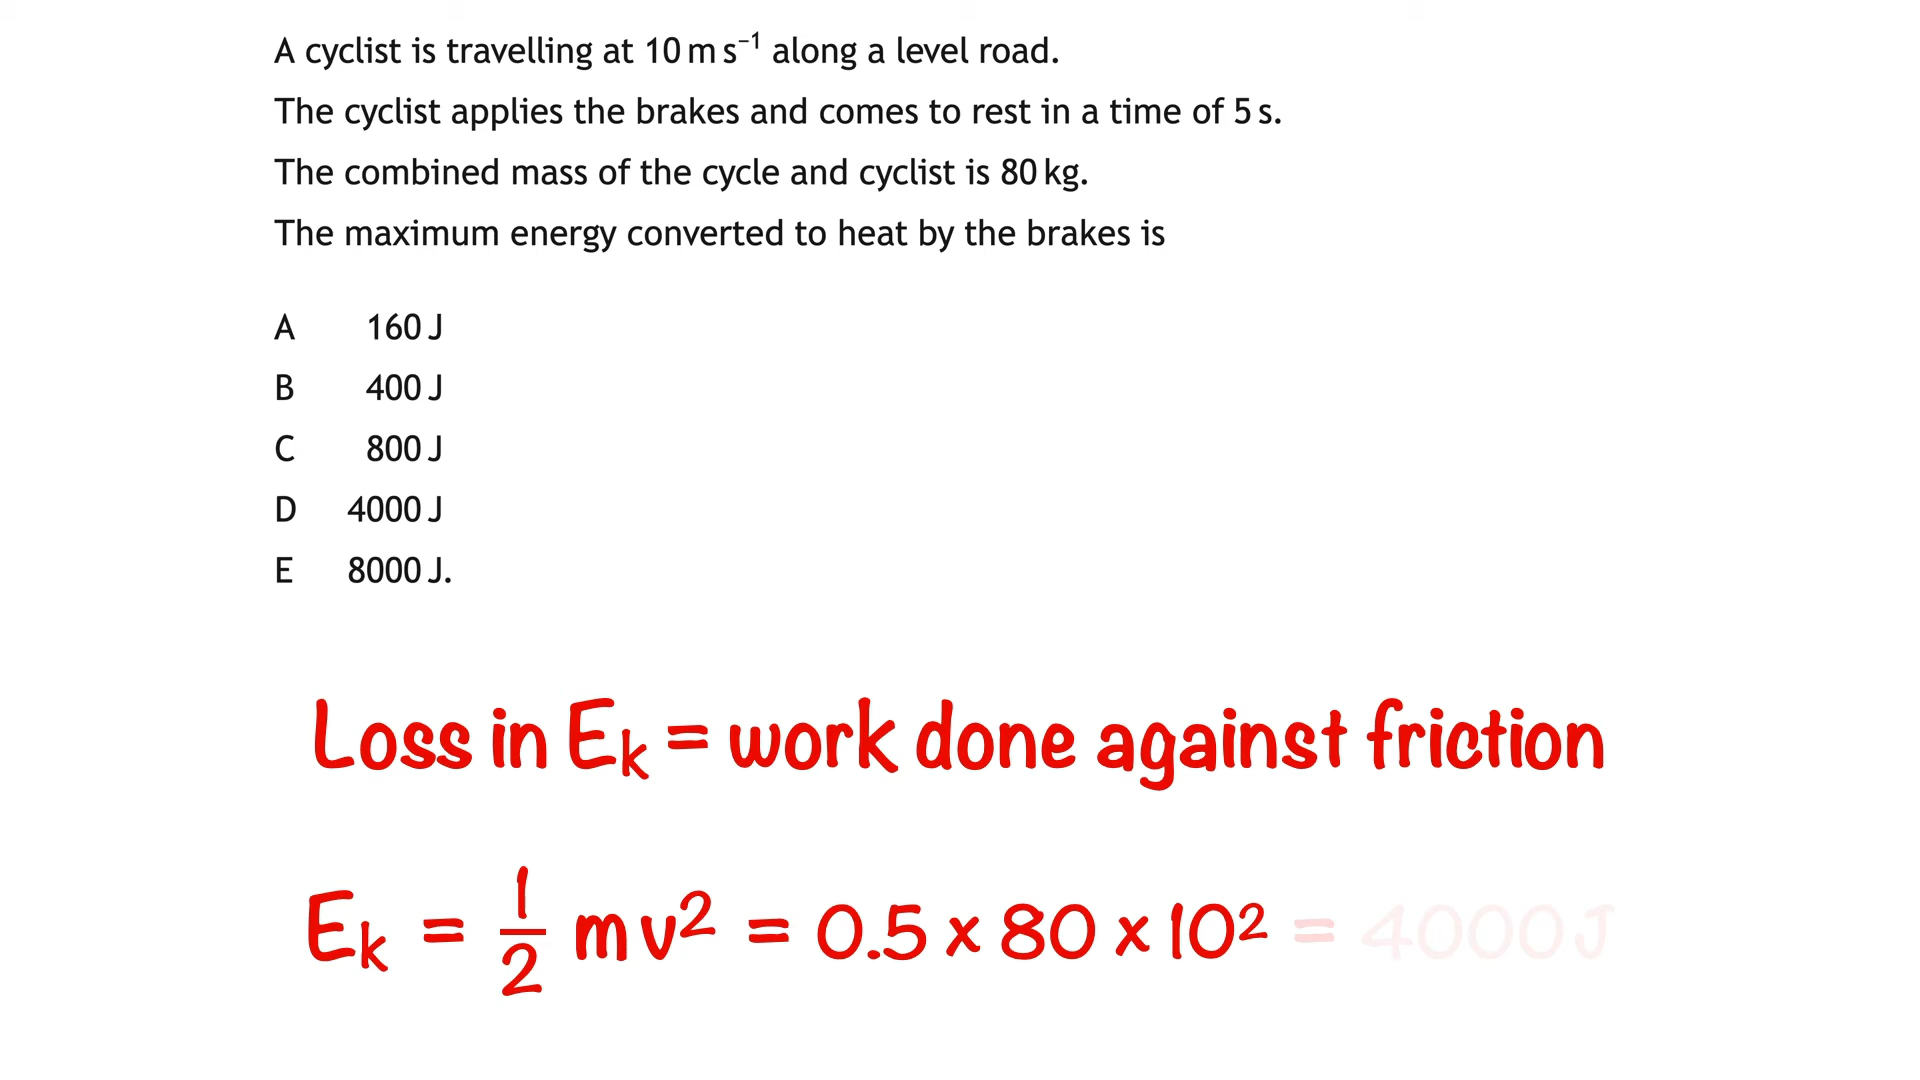 A cyclist is travelling at 10 m s⁻¹ along a level road.
The cyclist applies the brakes and comes to rest in a time of 5 s.
The combined mass of the cycle and cyclist is 80 kg.
The maximum energy converted to heat by the brakes is
A 160 J
B 400 J
C 800 J
D 4000 J
E 8000 J.
Loss in Eₖ = work done against friction
Eₖ = 1/2 mv² = 0.5 × 80 × 10² = 4000 J